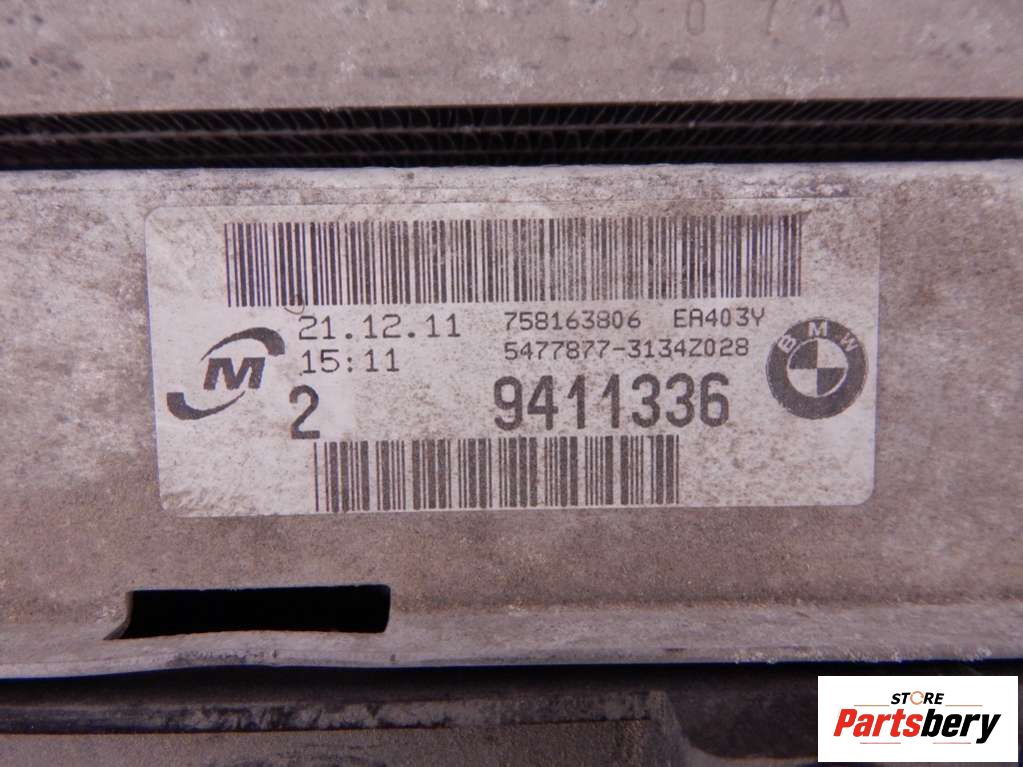 21.12.11 758163806 EA403Y
15:11 5477877-3134Z028
M
BMW
2 9411336
STORE
Partsbery